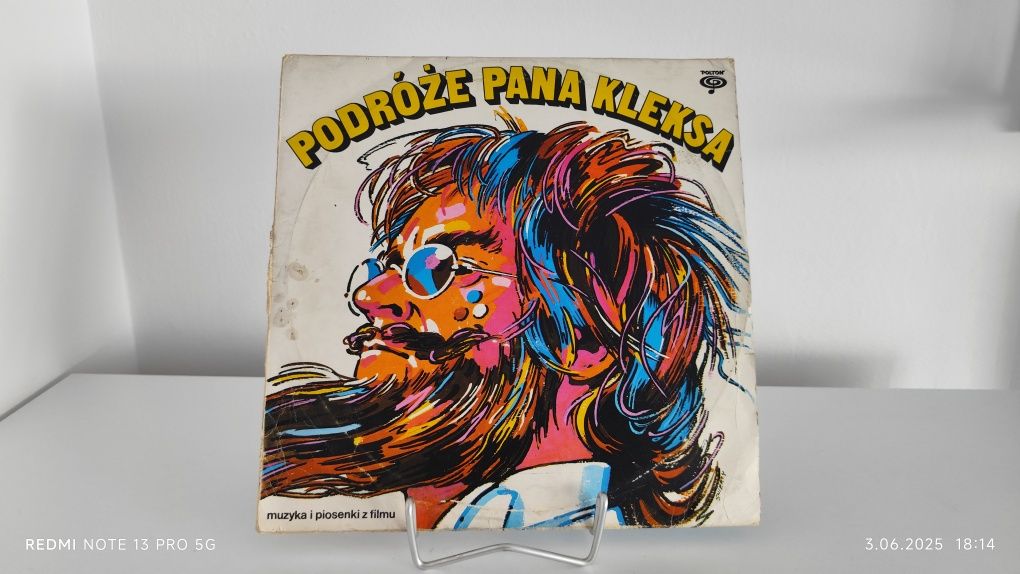 PODRÓŻE PANA KLEKSA
POLTON
muzyka i piosenki z filmu
REDMI NOTE 13 PRO 5G
3.06.2025 18:14